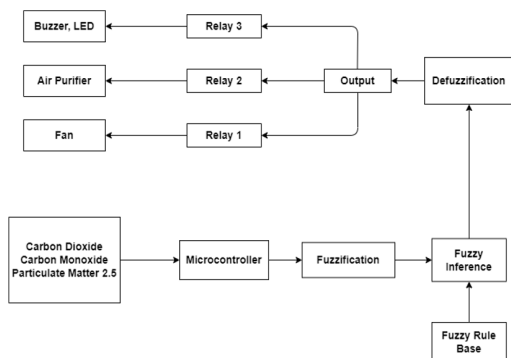 Buzzer, LED
Relay 3
Air Purifier
Relay 2
Output
Defuzzification
Fan
Relay 1
Carbon Dioxide
Carbon Monoxide
Particulate Matter 2.5
Microcontroller
Fuzzification
Fuzzy
Inference
Fuzzy Rule
Base